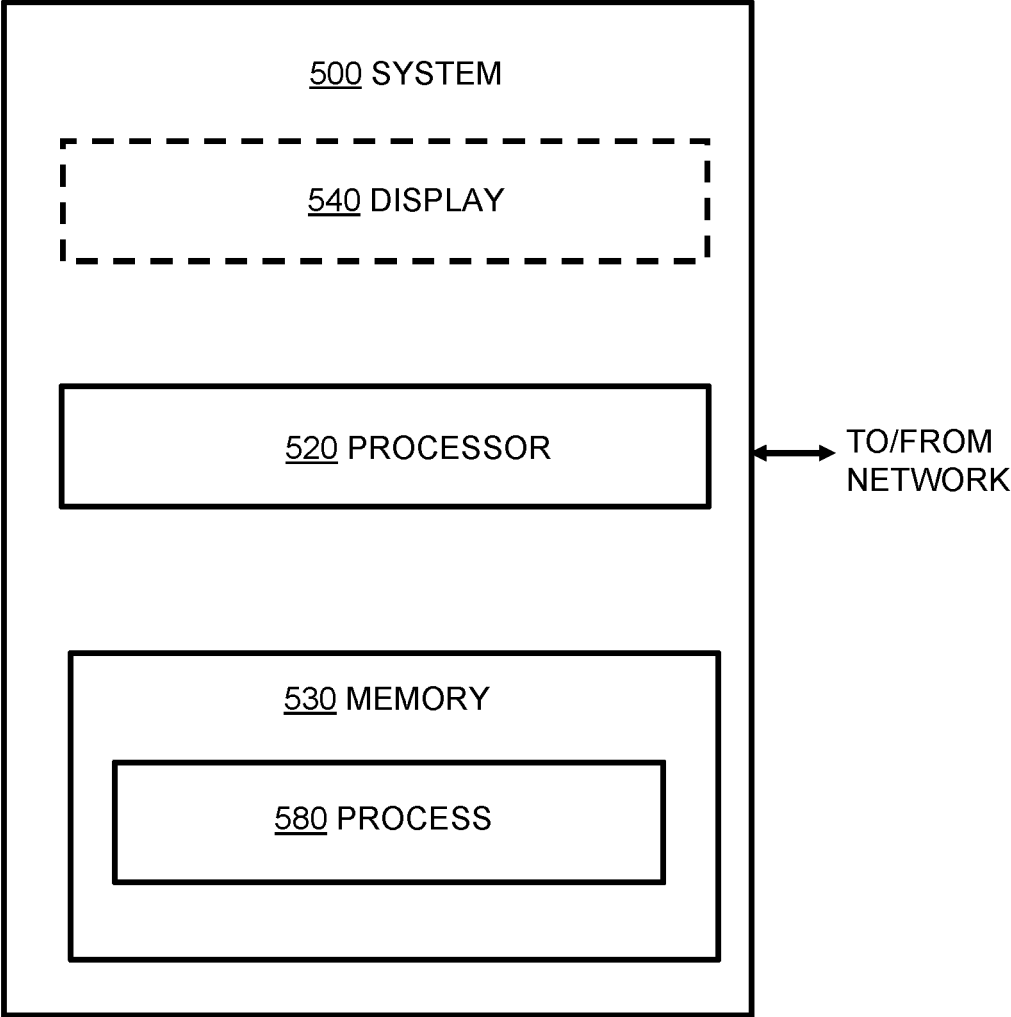 500 SYSTEM
540 DISPLAY
520 PROCESSOR
TO/FROM
NETWORK
530 MEMORY
580 PROCESS